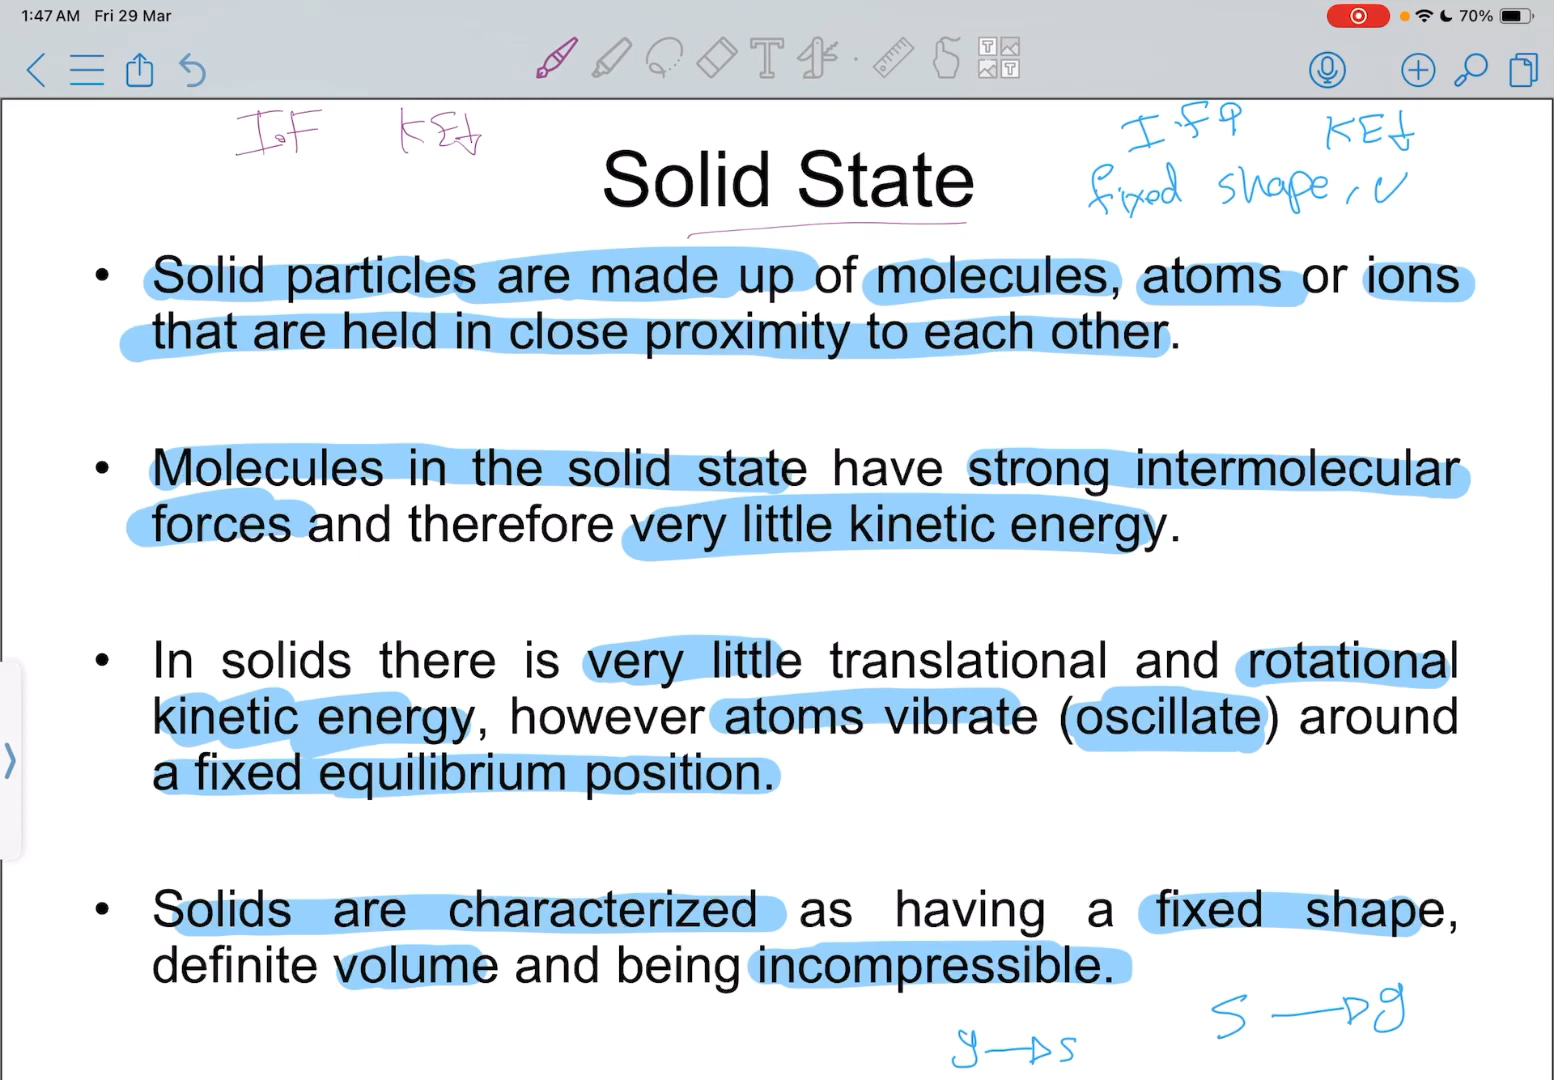 1:47 AM Fri 29 Mar
70%
I.F KE↓
I.F↑ KE↓
Solid State
fixed shape, v
• Solid particles are made up of molecules, atoms or ions
that are held in close proximity to each other.
• Molecules in the solid state have strong intermolecular
forces and therefore very little kinetic energy.
• In solids there is very little translational and rotational
kinetic energy, however atoms vibrate (oscillate) around
a fixed equilibrium position.
• Solids are characterized as having a fixed shape,
definite volume and being incompressible.
S → g
g → s